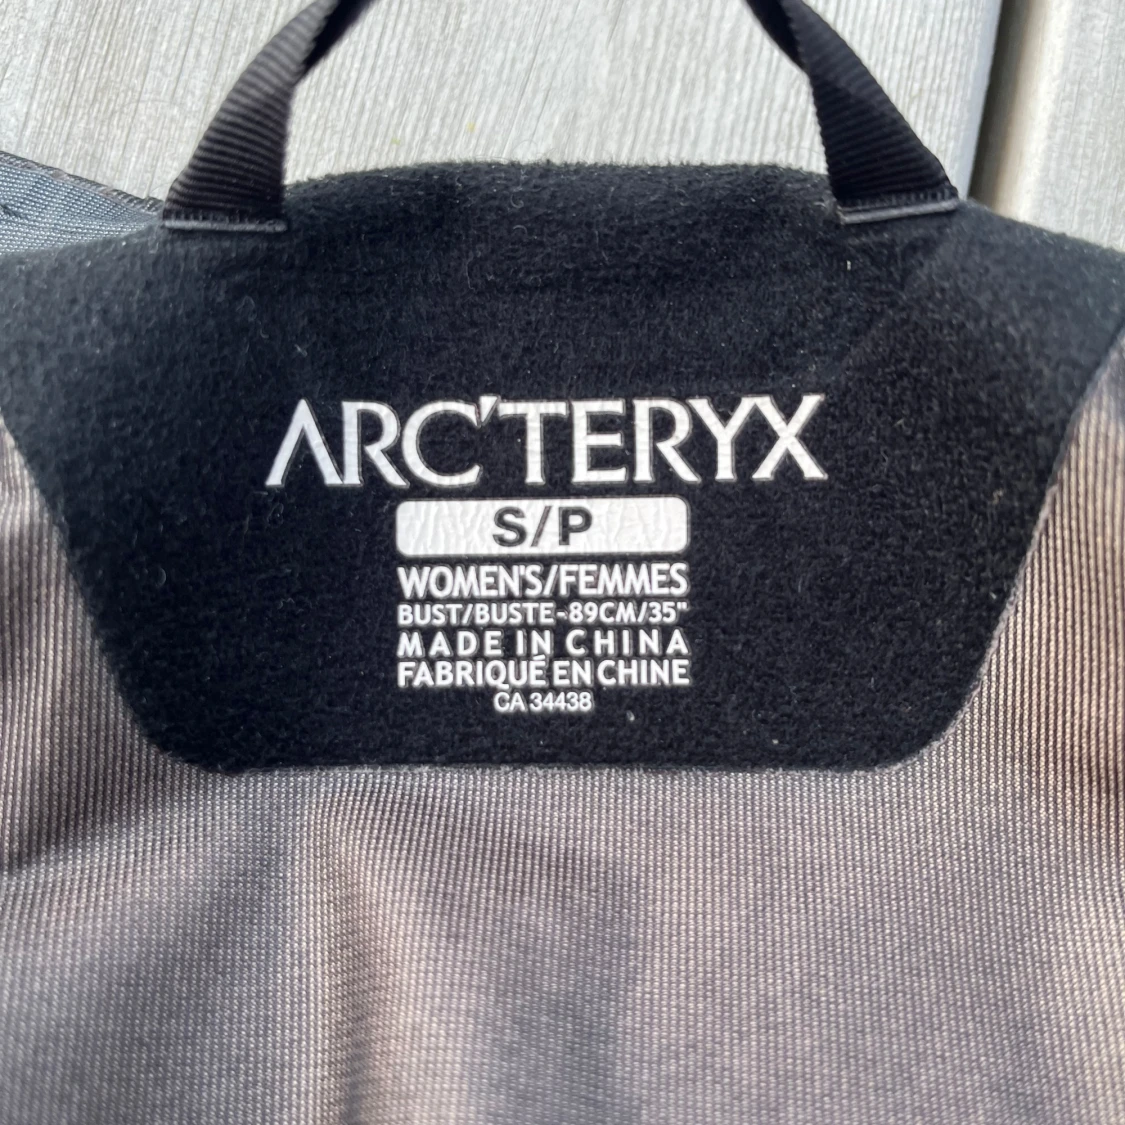 ARC'TERYX
S/P
WOMEN'S/FEMMES
BUST/BUSTE-89CM/35"
MADE IN CHINA
FABRIQUÉ EN CHINE
CA 34438